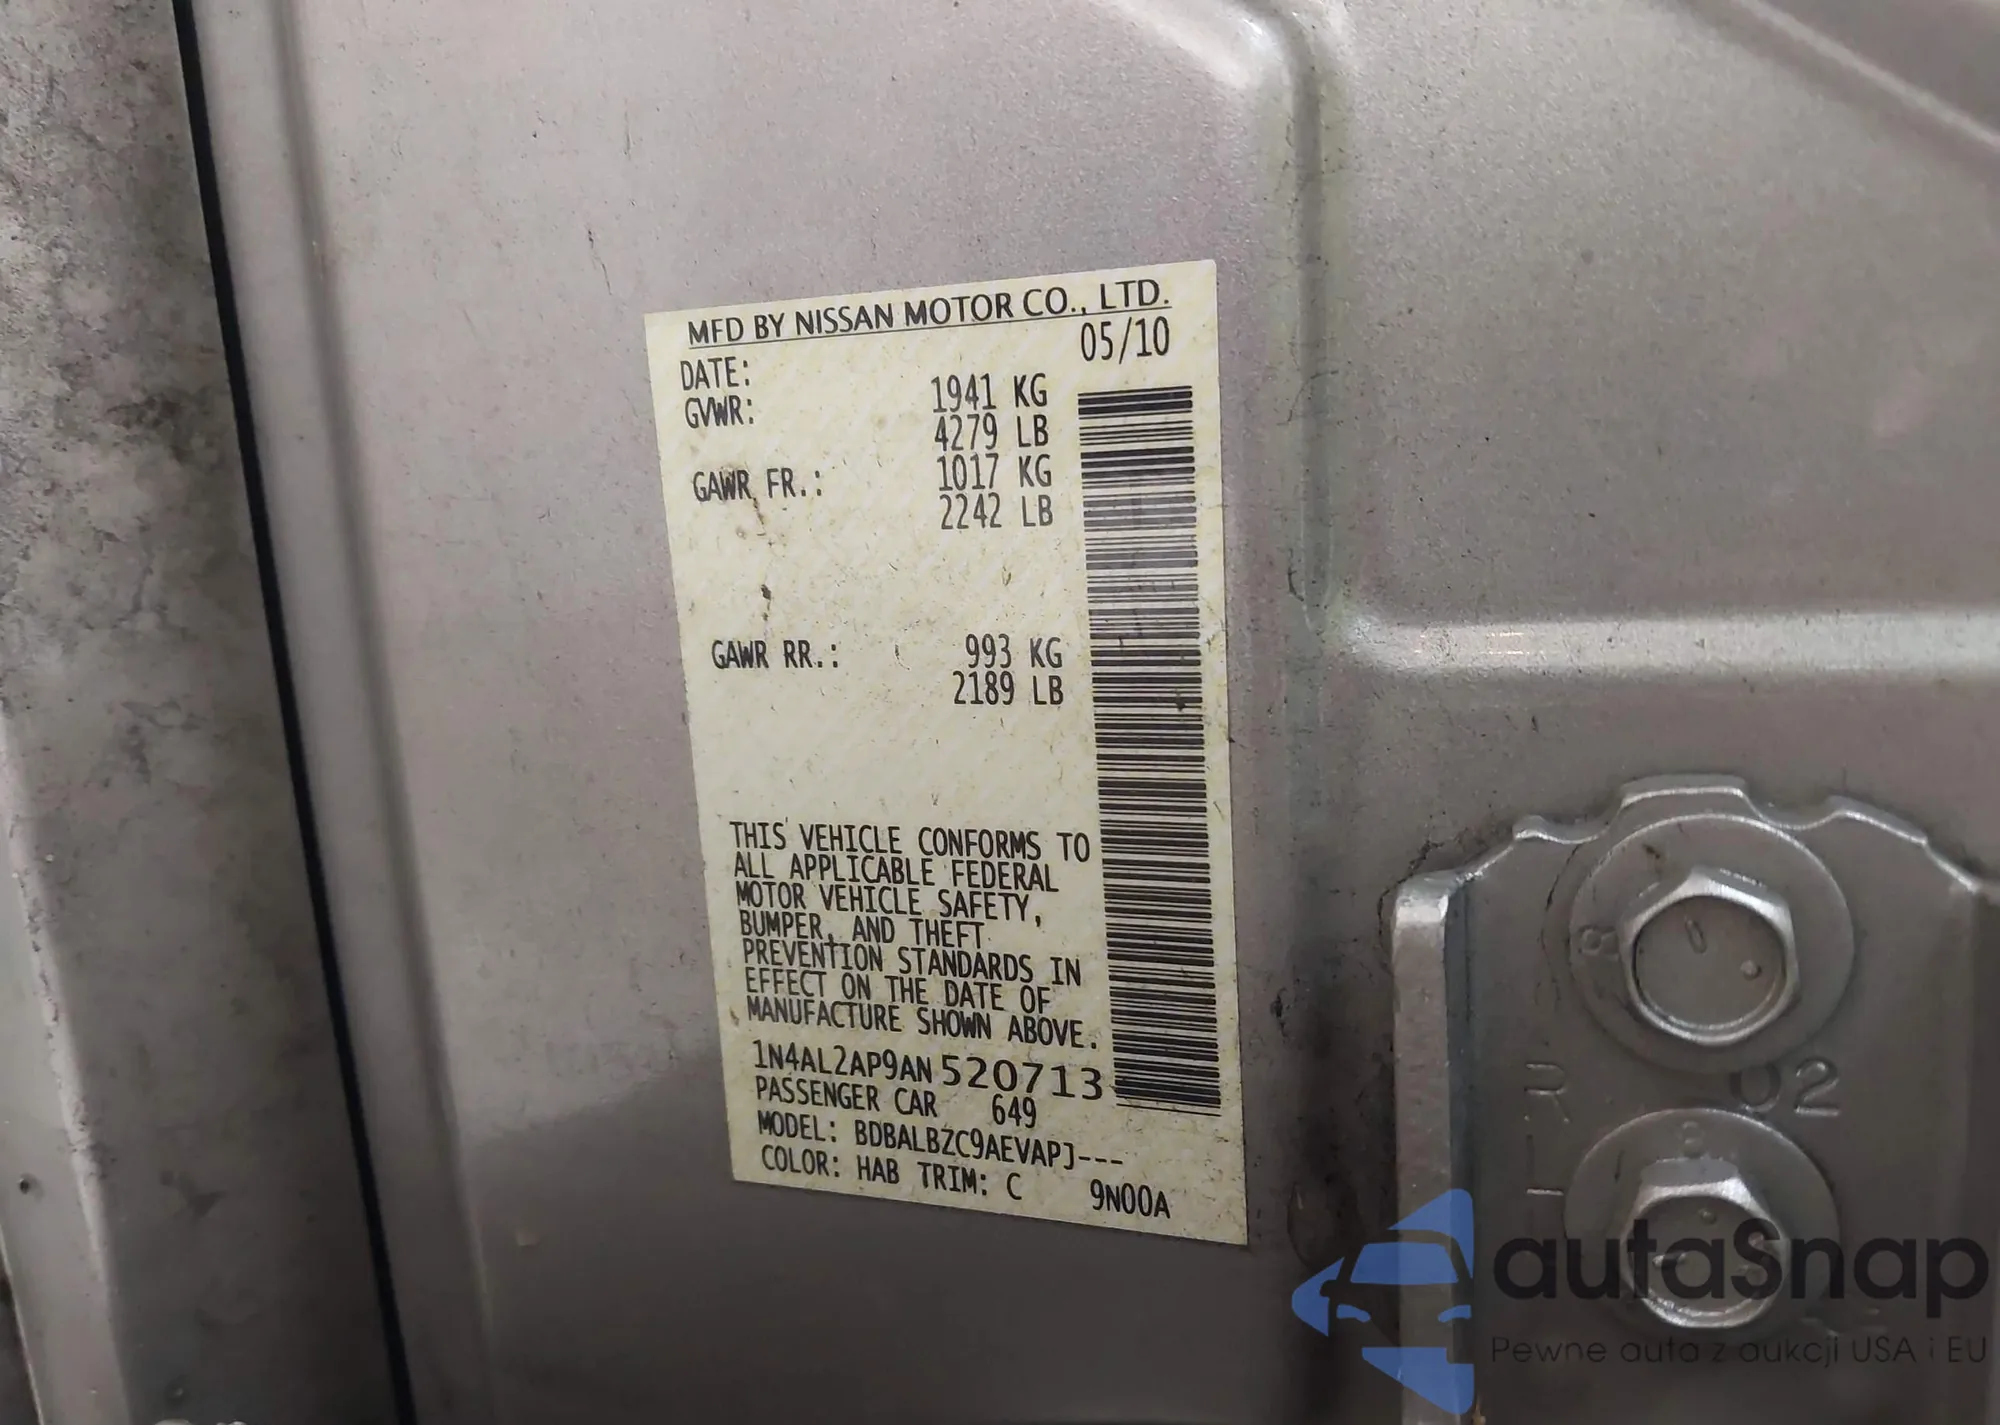 MFD BY NISSAN MOTOR CO., LTD.
DATE: 05/10
GVWR: 1941 KG
4279 LB
GAWR FR.: 1017 KG
2242 LB
GAWR RR.: 993 KG
2189 LB
THIS VEHICLE CONFORMS TO
ALL APPLICABLE FEDERAL
MOTOR VEHICLE SAFETY,
BUMPER, AND THEFT
PREVENTION STANDARDS IN
EFFECT ON THE DATE OF
MANUFACTURE SHOWN ABOVE.
1N4AL2AP9AN520713
PASSENGER CAR 649
MODEL: BDBALBZC9AEVAPJ---
COLOR: HAB TRIM: C 9N00A
8
02
8
autaSnap
Pewne auta z aukcji USA i EU